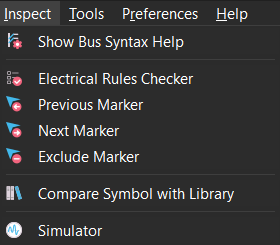 Inspect Tools Preferences Help
Show Bus Syntax Help
Electrical Rules Checker
Previous Marker
Next Marker
Exclude Marker
Compare Symbol with Library
Simulator